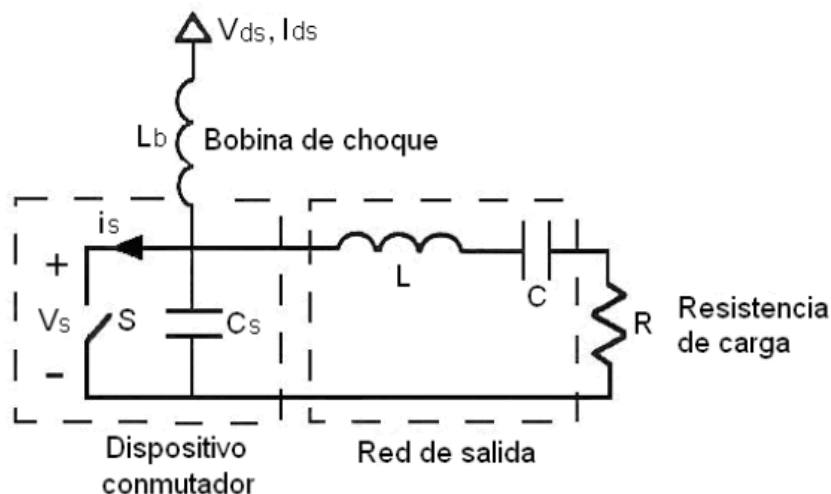 Vds, Ids
Lb
Bobina de choque
is
+
Vs
S
Cs
-
L
C
R
Resistencia
de carga
Dispositivo
conmutador
Red de salida